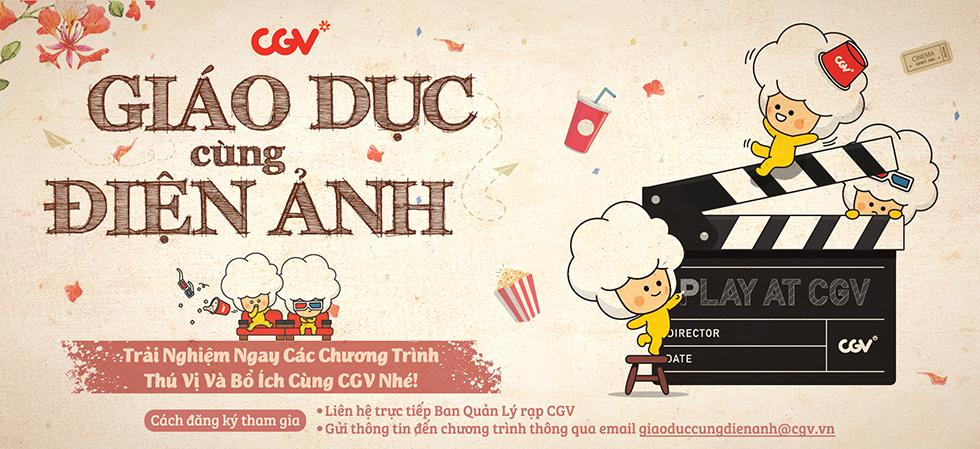 CGV*
GIÁO DỤC
cùng
ĐIỆN ẢNH
Trải Nghiệm Ngay Các Chương Trình
Thú Vị Và Bổ Ích Cùng CGV Nhé!
Cách đăng ký tham gia
• Liên hệ trực tiếp Ban Quản Lý rạp CGV
• Gửi thông tin đến chương trình thông qua email giaoduccungdienanh@cgv.vn
CGV
CINEMA
PLAY AT CGV
DIRECTOR
DATE
CGV*